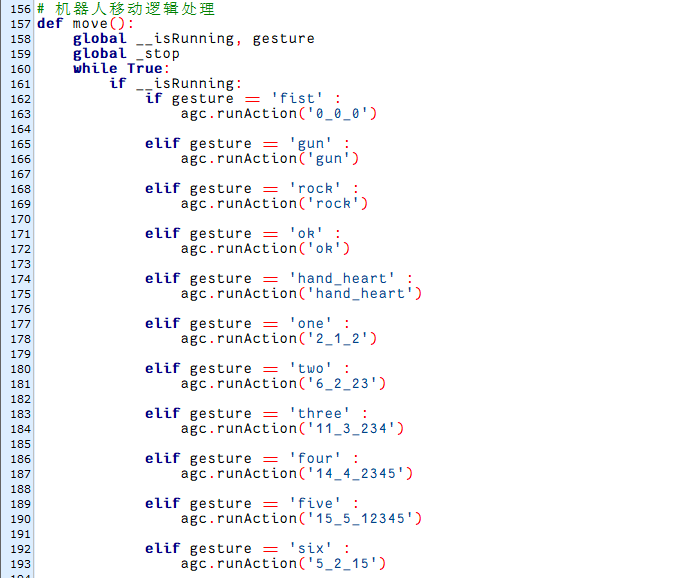 156 # 机器人移动逻辑处理
157 def move():
158     global __isRunning, gesture
159     global _stop
160     while True:
161         if __isRunning:
162             if gesture == 'fist' :
163                 agc.runAction('0_0_0')
164
165             elif gesture == 'gun' :
166                 agc.runAction('gun')
167
168             elif gesture == 'rock' :
169                 agc.runAction('rock')
170
171             elif gesture == 'ok' :
172                 agc.runAction('ok')
173
174             elif gesture == 'hand_heart' :
175                 agc.runAction('hand_heart')
176
177             elif gesture == 'one' :
178                 agc.runAction('2_1_2')
179
180             elif gesture == 'two' :
181                 agc.runAction('6_2_23')
182
183             elif gesture == 'three' :
184                 agc.runAction('11_3_234')
185
186             elif gesture == 'four' :
187                 agc.runAction('14_4_2345')
188
189             elif gesture == 'five' :
190                 agc.runAction('15_5_12345')
191
192             elif gesture == 'six' :
193                 agc.runAction('5_2_15')